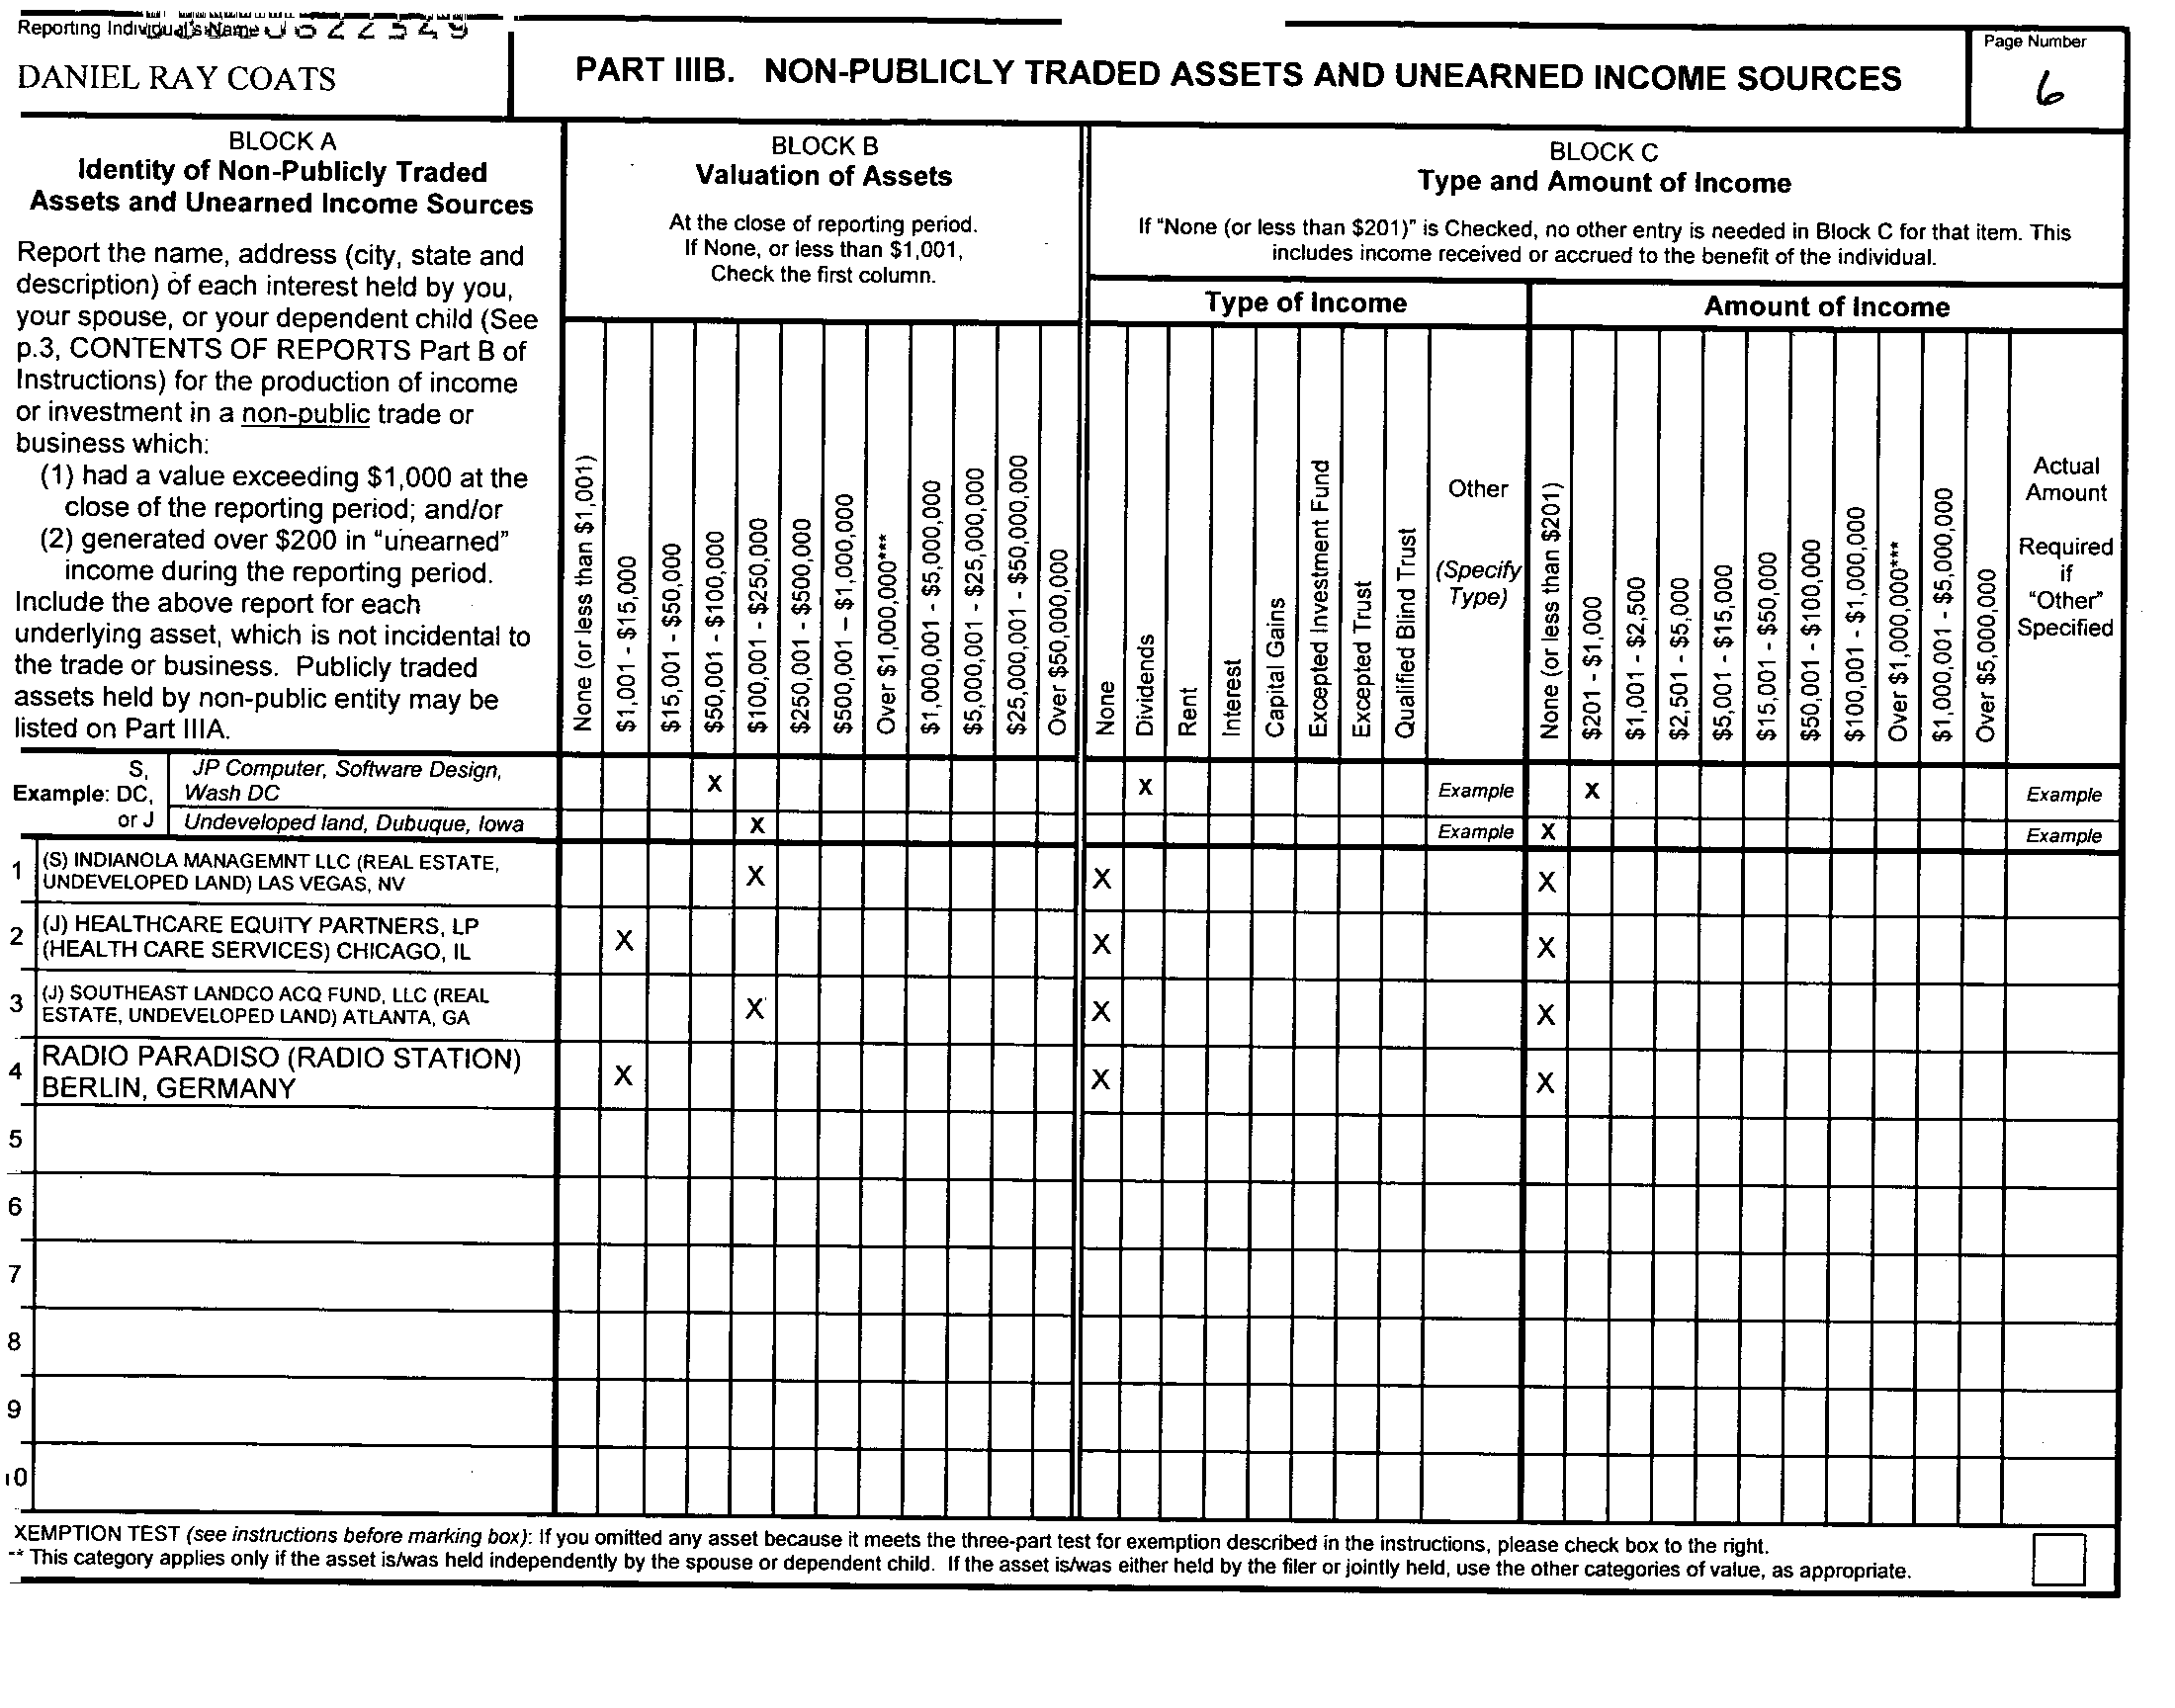 Reporting Individual's Name
DANIEL RAY COATS
PART IIIB. NON-PUBLICLY TRADED ASSETS AND UNEARNED INCOME SOURCES
Page Number
6
BLOCK A
Identity of Non-Publicly Traded
Assets and Unearned Income Sources
Report the name, address (city, state and
description) of each interest held by you,
your spouse, or your dependent child (See
p.3, CONTENTS OF REPORTS Part B of
Instructions) for the production of income
or investment in a non-public trade or
business which:
(1) had a value exceeding $1,000 at the
close of the reporting period; and/or
(2) generated over $200 in “unearned”
income during the reporting period.
Include the above report for each
underlying asset, which is not incidental to
the trade or business. Publicly traded
assets held by non-public entity may be
listed on Part IIIA.
BLOCK B
Valuation of Assets
At the close of reporting period.
If None, or less than $1,001,
Check the first column.
None (or less than $1,001)
$1,001 - $15,000
$15,001 - $50,000
$50,001 - $100,000
$100,001 - $250,000
$250,001 - $500,000
$500,001 – $1,000,000
Over $1,000,000***
$1,000,001 - $5,000,000
$5,000,001 - $25,000,000
$25,000,001 - $50,000,000
Over $50,000,000
BLOCK C
Type and Amount of Income
If “None (or less than $201)” is Checked, no other entry is needed in Block C for that item. This
includes income received or accrued to the benefit of the individual.
Type of Income
None
Dividends
Rent
Interest
Capital Gains
Excepted Investment Fund
Excepted Trust
Qualified Blind Trust
Other
(Specify
Type)
Amount of Income
None (or less than $201)
$201 - $1,000
$1,001 - $2,500
$2,501 - $5,000
$5,001 - $15,000
$15,001 - $50,000
$50,001 - $100,000
$100,001 - $1,000,000
Over $1,000,000***
$1,000,001 - $5,000,000
Over $5,000,000
Actual
Amount
Required
if
“Other”
Specified
S,
Example: DC,
or J
JP Computer, Software Design,
Wash DC
X X Example X Example
Undeveloped land, Dubuque, Iowa X Example X Example
1 (S) INDIANOLA MANAGEMNT LLC (REAL ESTATE,
UNDEVELOPED LAND) LAS VEGAS, NV
X X X
2 (J) HEALTHCARE EQUITY PARTNERS, LP
(HEALTH CARE SERVICES) CHICAGO, IL
X X X
3 (J) SOUTHEAST LANDCO ACQ FUND, LLC (REAL
ESTATE, UNDEVELOPED LAND) ATLANTA, GA
X X X
4 RADIO PARADISO (RADIO STATION)
BERLIN, GERMANY
X X X
5
6
7
8
9
10
XEMPTION TEST (see instructions before marking box): If you omitted any asset because it meets the three-part test for exemption described in the instructions, please check box to the right.
** This category applies only if the asset is/was held independently by the spouse or dependent child. If the asset is/was either held by the filer or jointly held, use the other categories of value, as appropriate.